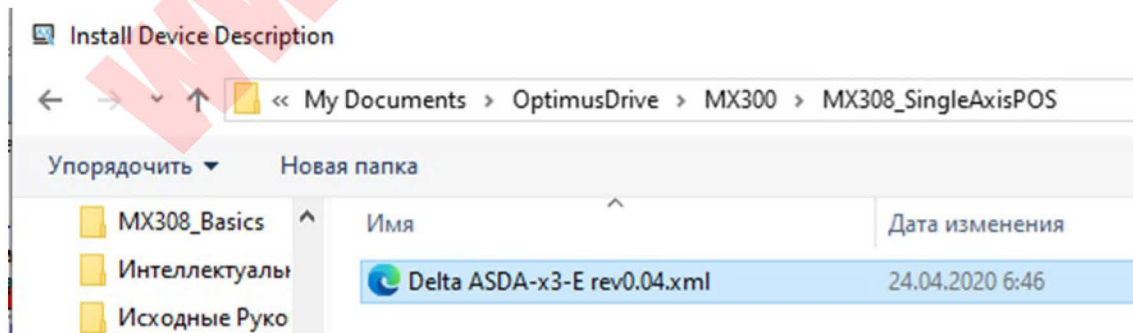 Install Device Description
« My Documents › OptimusDrive › MX300 › MX308_SingleAxisPOS
Упорядочить Новая папка
MX308_Basics Имя Дата изменения
Delta ASDA-x3-E rev0.04.xml 24.04.2020 6:46
Исходные Руко